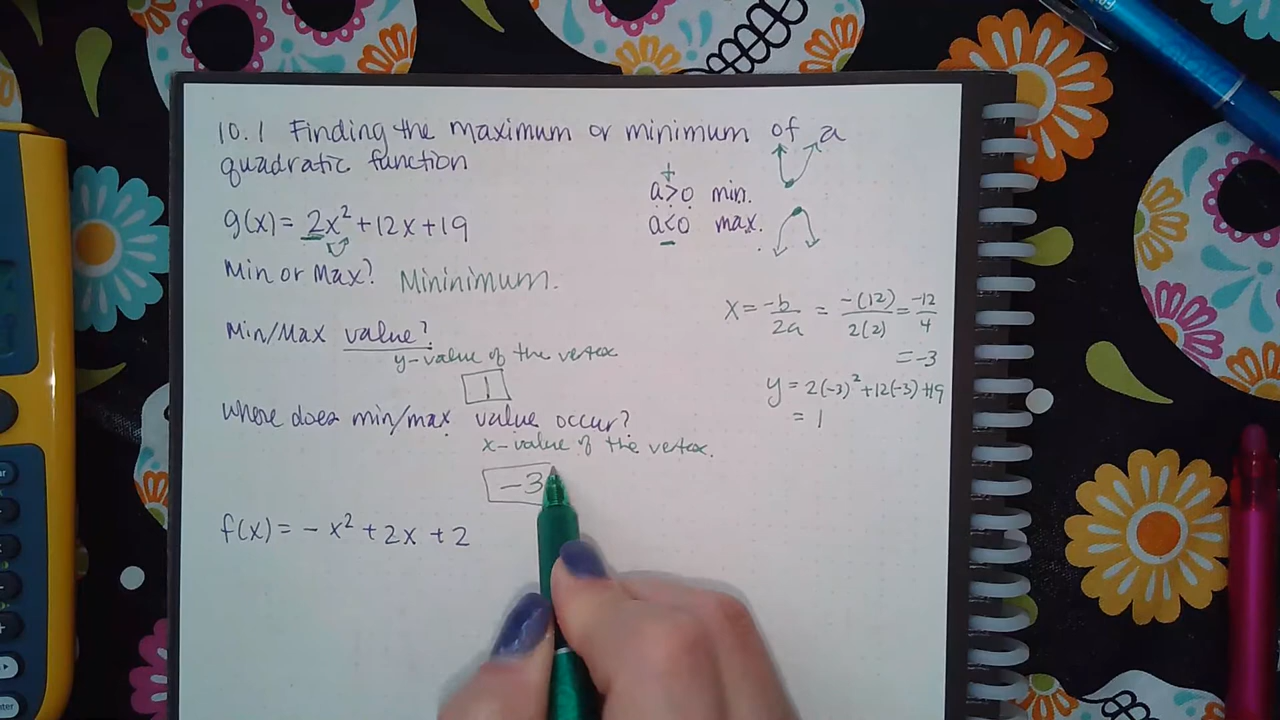 10.1 Finding the maximum or minimum of a
quadratic function
+
a>0 min.
a<0 max.
g(x) = 2x² + 12x + 19
Min or Max? Mininimum.
x = -b/2a = -(12)/2(2) = -12/4
= -3
Min/Max value?
y-value of the vertex
1
y = 2(-3)² + 12(-3) + 19
= 1
Where does min/max value occur?
x-value of the vertex.
-3
f(x) = - x² + 2x + 2